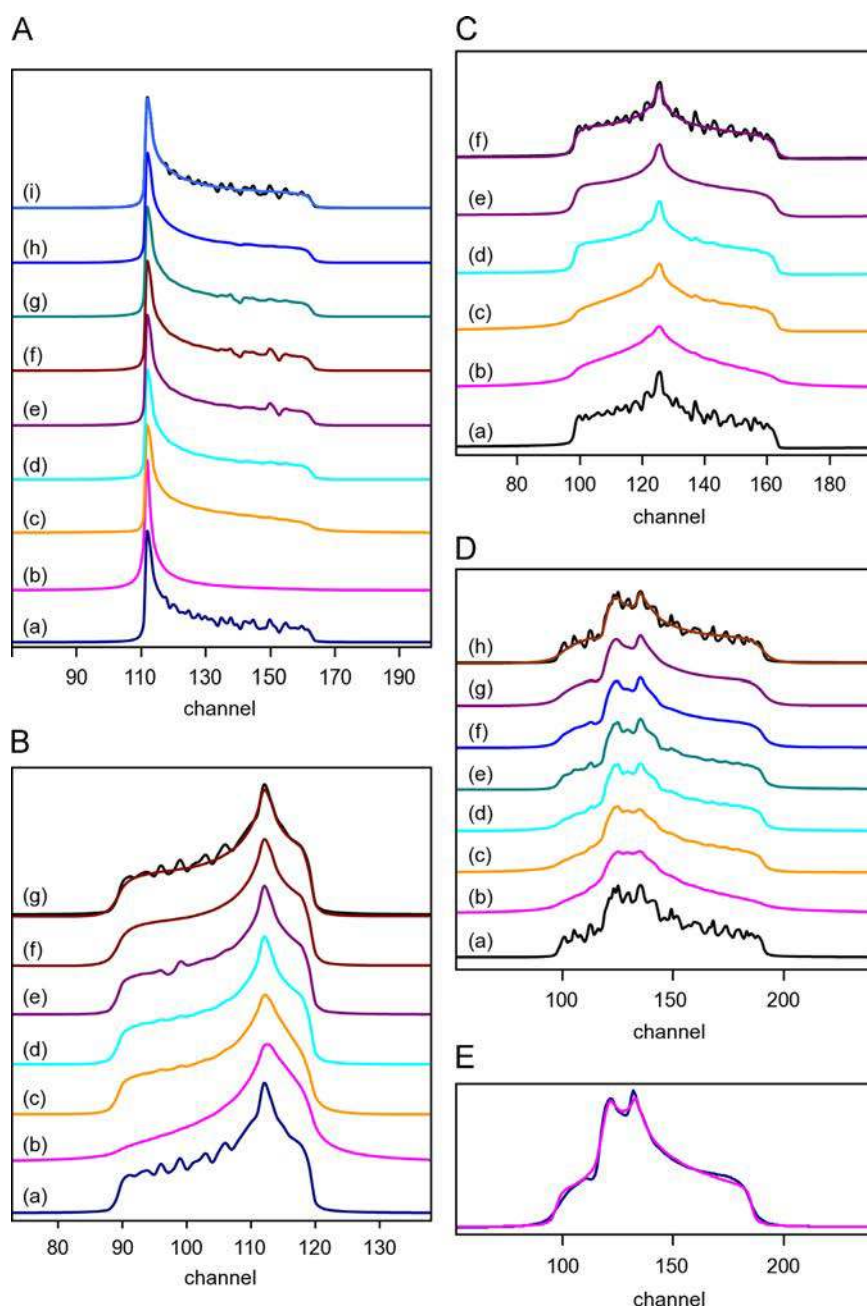 A
(i)
(h)
(g)
(f)
(e)
(d)
(c)
(b)
(a)
90 110 130 150 170 190
channel
B
(g)
(f)
(e)
(d)
(c)
(b)
(a)
80 90 100 110 120 130
channel
C
(f)
(e)
(d)
(c)
(b)
(a)
80 100 120 140 160 180
channel
D
(h)
(g)
(f)
(e)
(d)
(c)
(b)
(a)
100 150 200
channel
E
100 150 200
channel